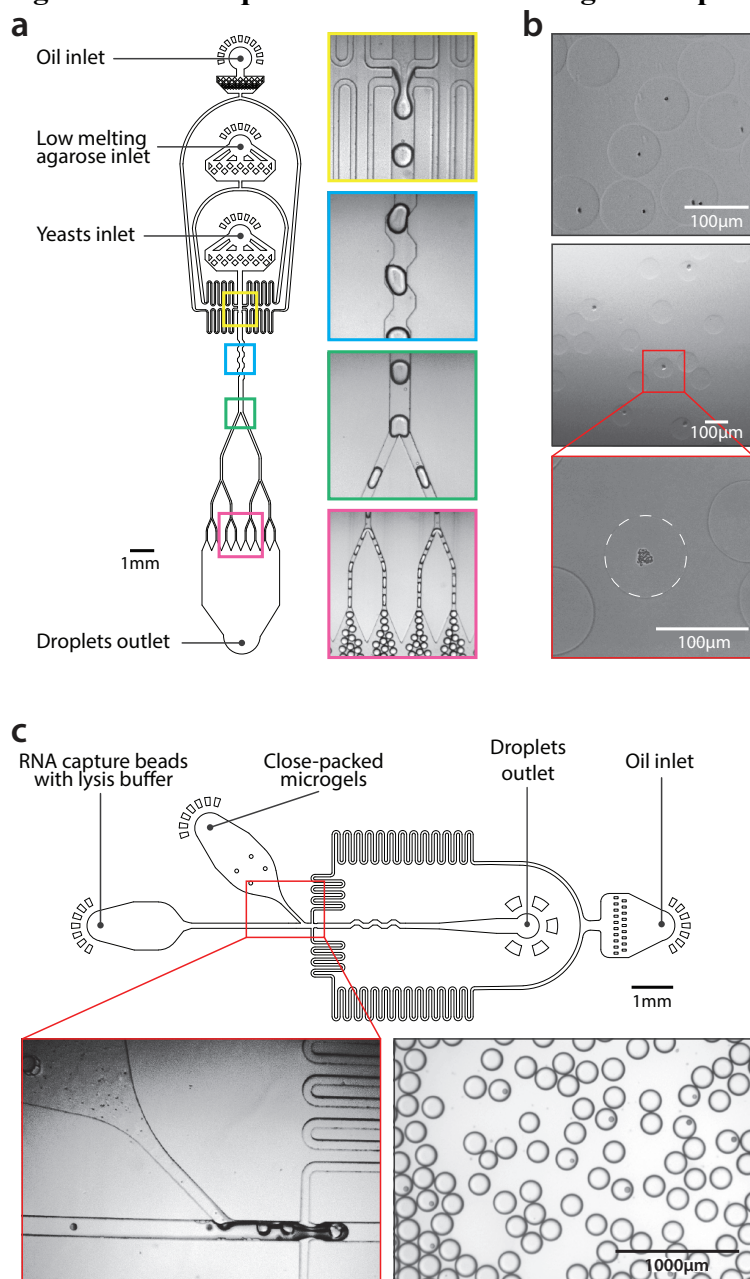 a
b
Oil inlet
Low melting
agarose inlet
Yeasts inlet
1mm
Droplets outlet
100µm
100µm
100µm
c
RNA capture beads
with lysis buffer
Close-packed
microgels
Droplets
outlet
Oil inlet
1mm
1000µm